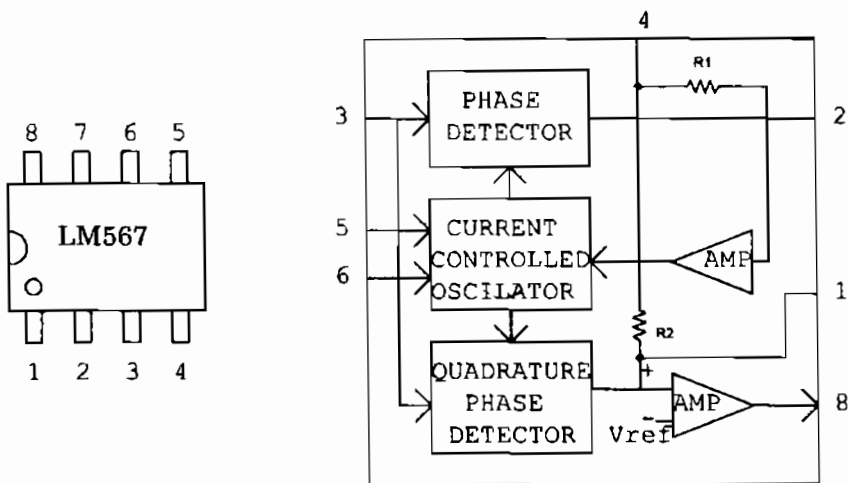 8 7 6 5
LM567
1 2 3 4
4
R1
3
PHASE
DETECTOR
2
5
CURRENT
CONTROLLED
OSCILATOR
AMP
6
1
R2
+
QUADRATURE
PHASE
DETECTOR
AMP
8
-
Vref